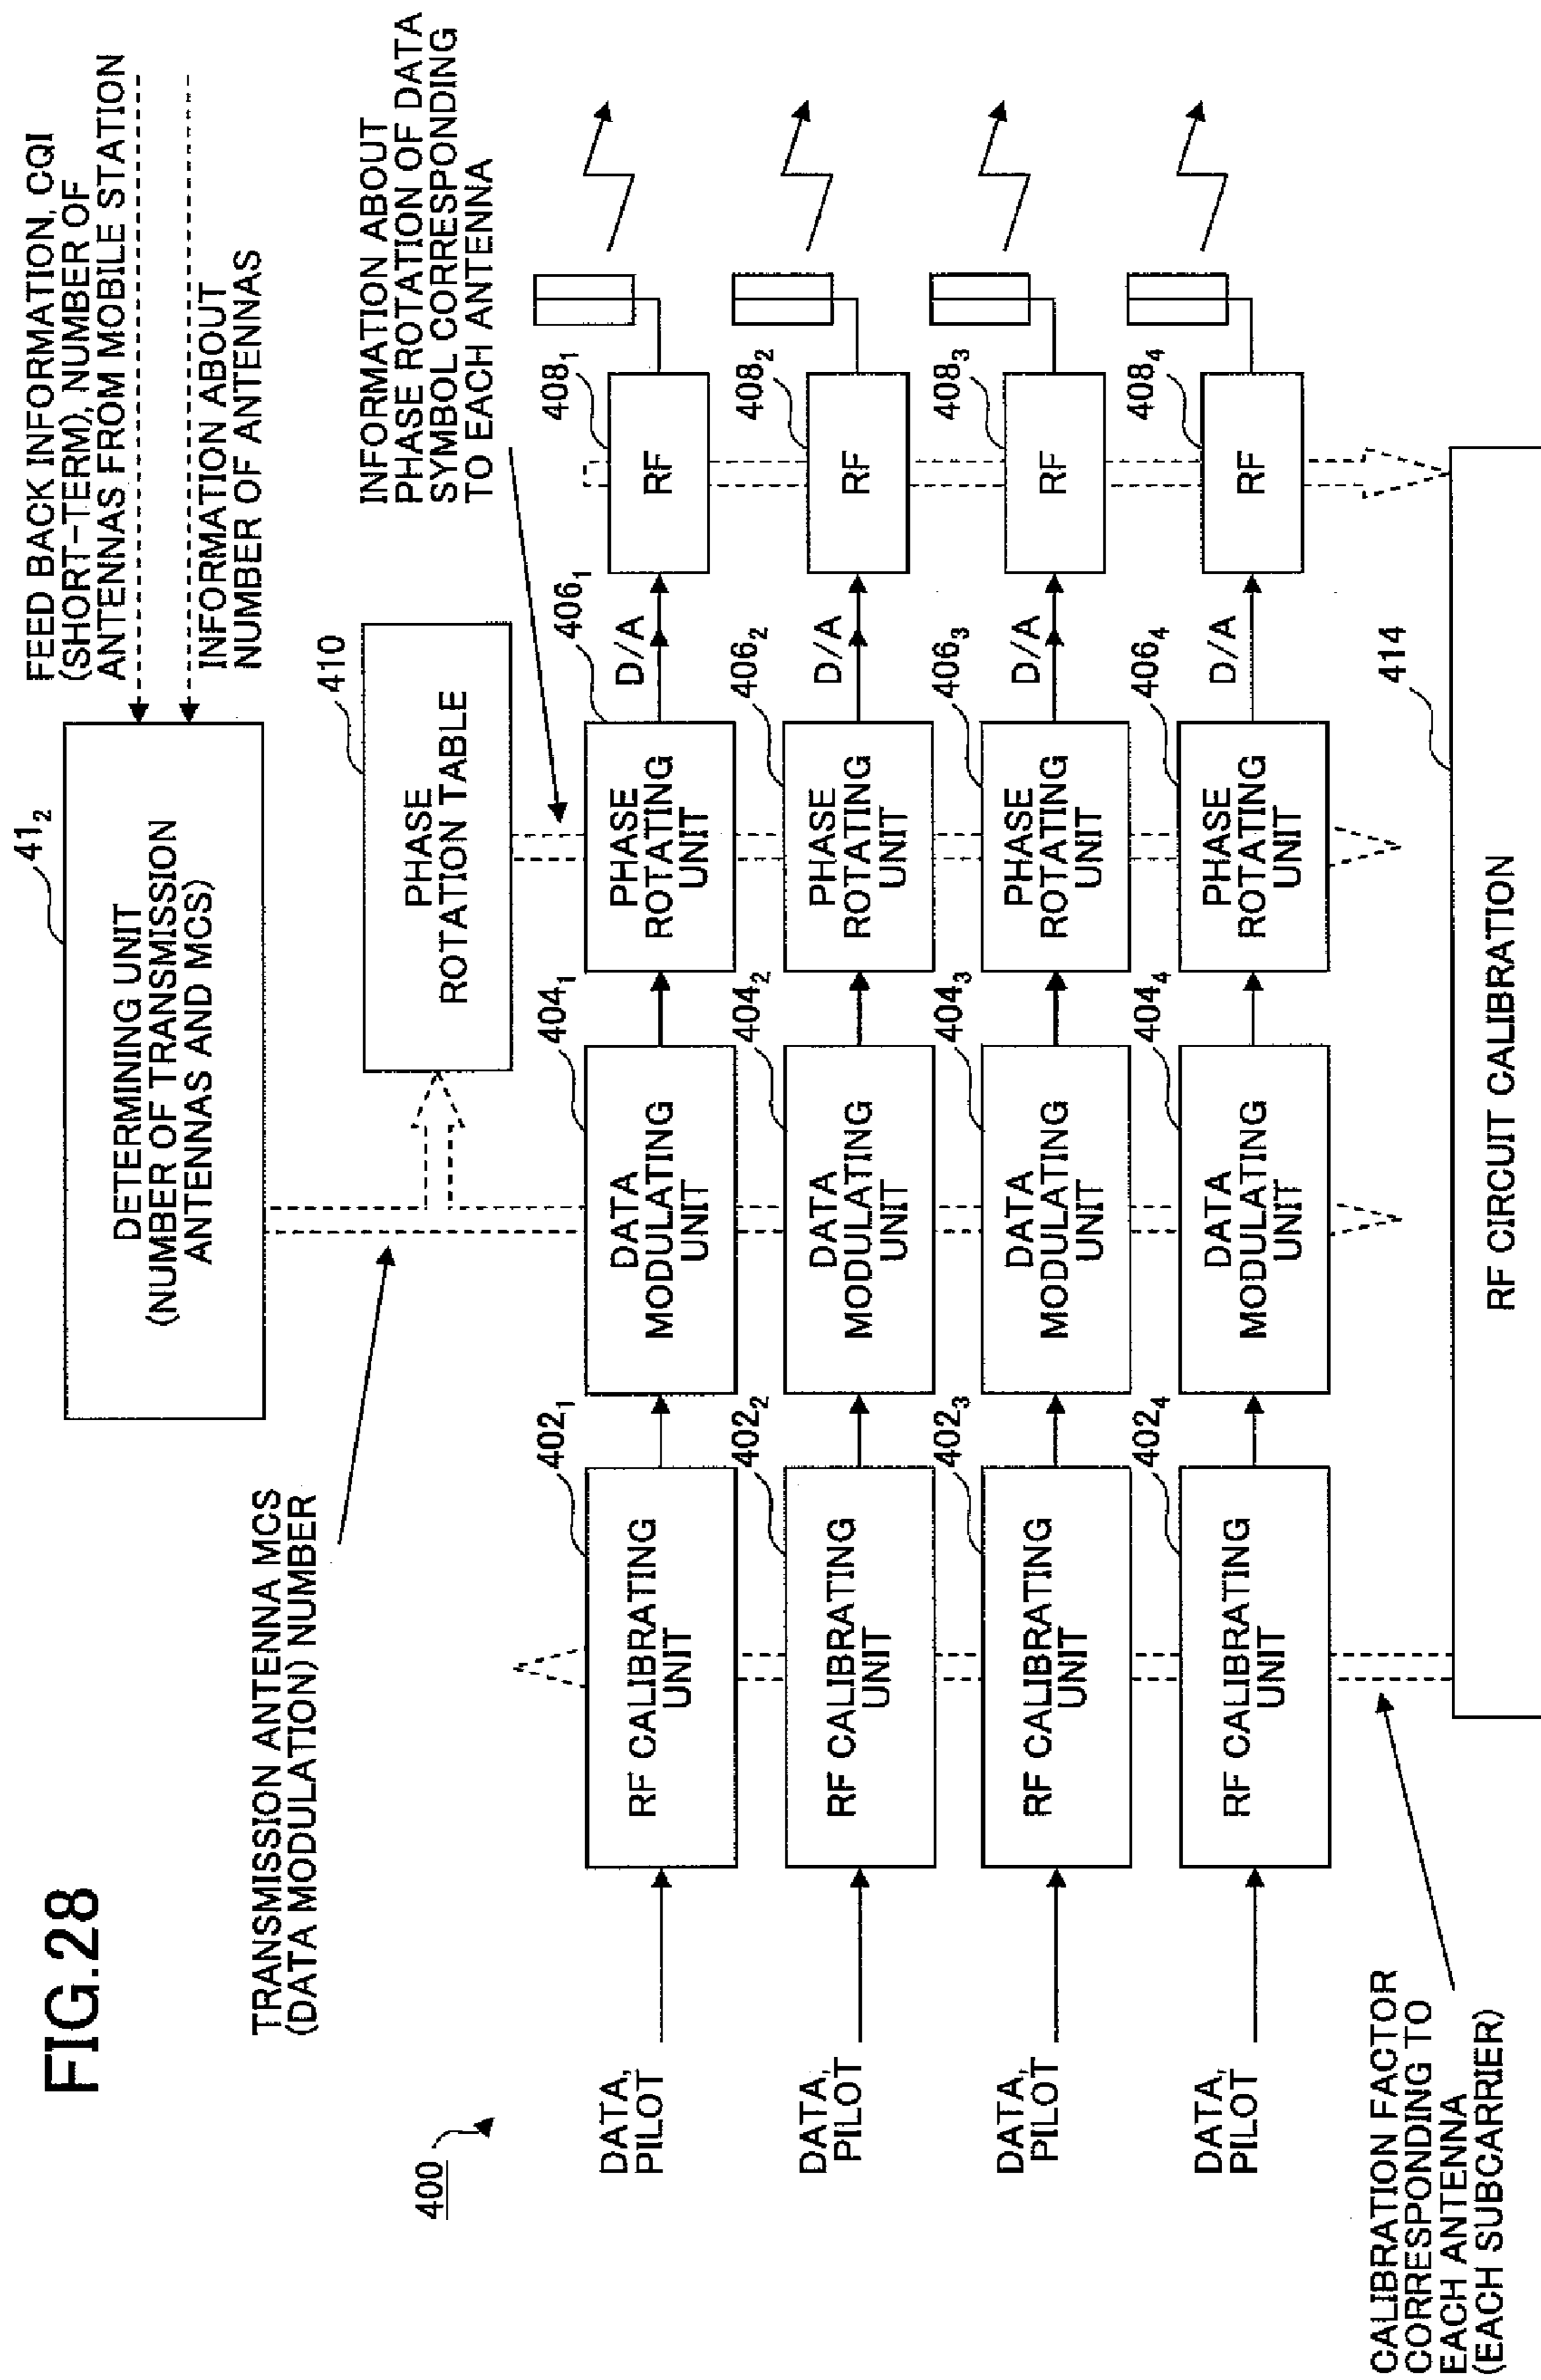 FIG.28
400
41₂
DETERMINING UNIT
(NUMBER OF TRANSMISSION
ANTENNAS AND MCS)
FEED BACK INFORMATION, CQI
(SHORT-TERM), NUMBER OF
ANTENNAS FROM MOBILE STATION
INFORMATION ABOUT
NUMBER OF ANTENNAS
TRANSMISSION ANTENNA MCS
(DATA MODULATION) NUMBER
410
PHASE
ROTATION TABLE
INFORMATION ABOUT
PHASE ROTATION OF DATA
SYMBOL CORRESPONDING
TO EACH ANTENNA
DATA,
PILOT
402₁
RF CALIBRATING
UNIT
404₁
DATA
MODULATING
UNIT
406₁
PHASE
ROTATING
UNIT
D/A
408₁
RF
DATA,
PILOT
402₂
RF CALIBRATING
UNIT
404₂
DATA
MODULATING
UNIT
406₂
PHASE
ROTATING
UNIT
D/A
408₂
RF
DATA,
PILOT
402₃
RF CALIBRATING
UNIT
404₃
DATA
MODULATING
UNIT
406₃
PHASE
ROTATING
UNIT
D/A
408₃
RF
DATA,
PILOT
402₄
RF CALIBRATING
UNIT
404₄
DATA
MODULATING
UNIT
406₄
PHASE
ROTATING
UNIT
D/A
408₄
RF
CALIBRATION FACTOR
CORRESPONDING TO
EACH ANTENNA
(EACH SUBCARRIER)
414
RF CIRCUIT CALIBRATION